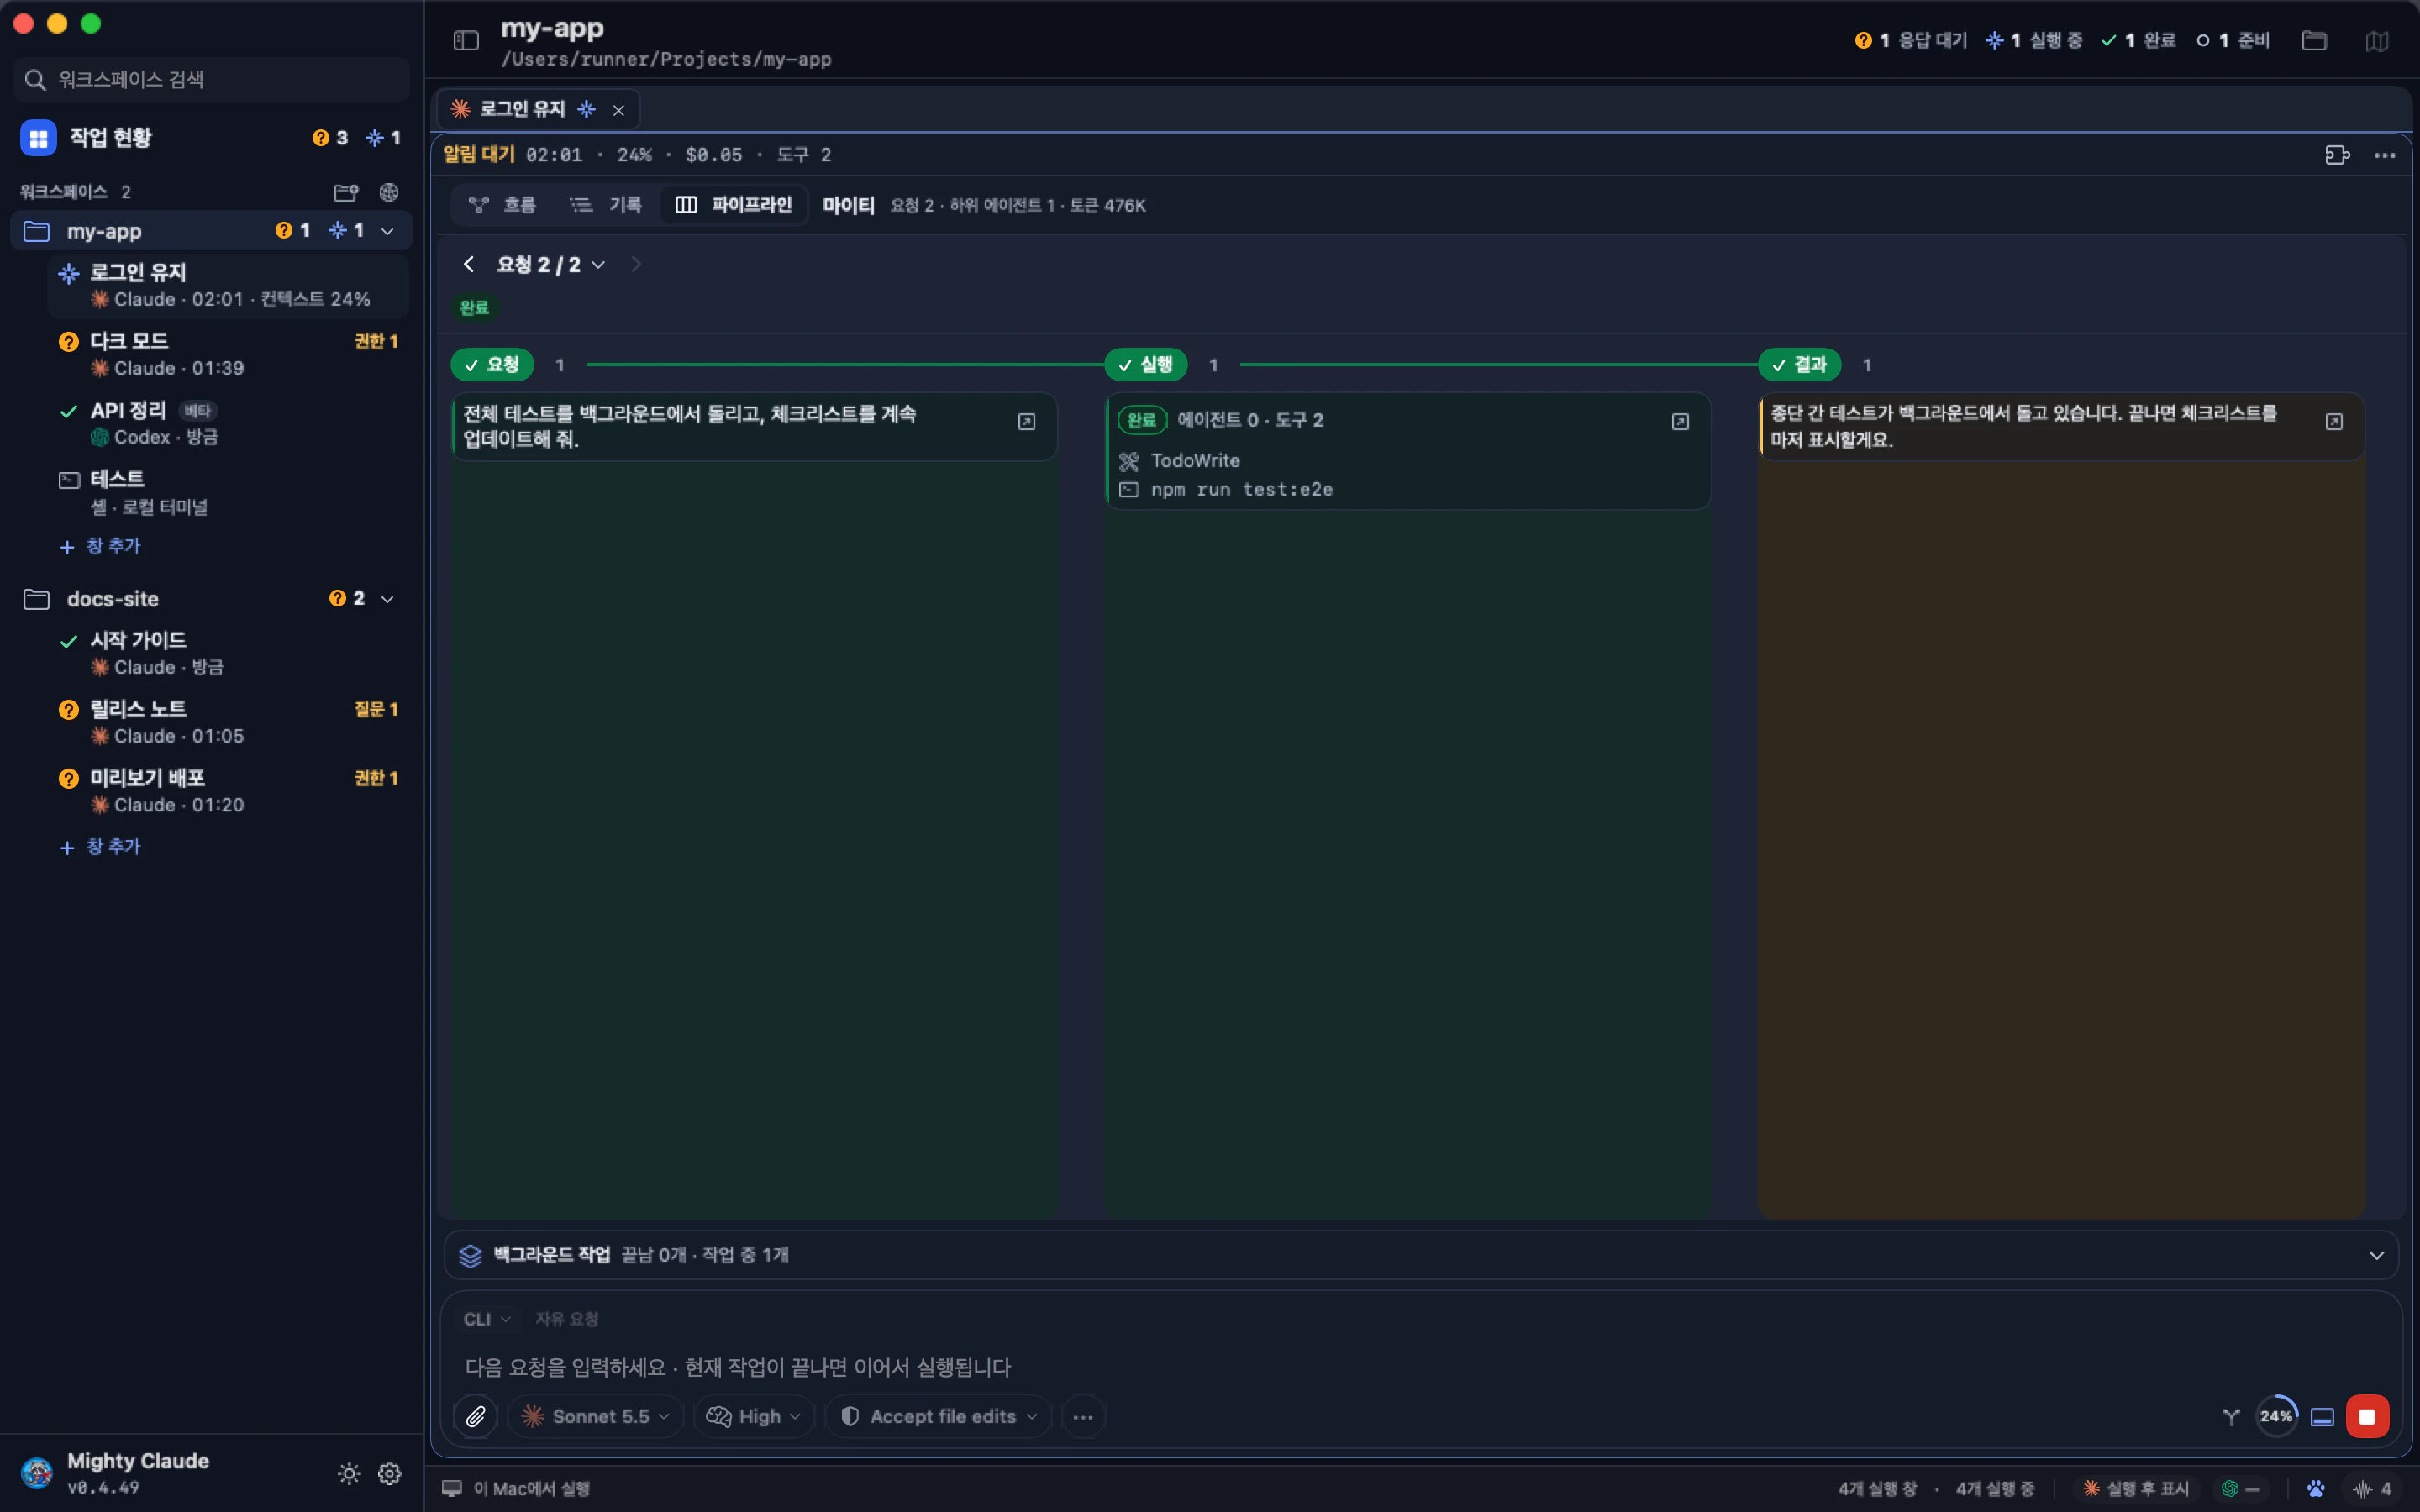 워크스페이스 검색
작업 현황 3 1
워크스페이스 2
my-app 1 1
로그인 유지
Claude · 02:01 · 컨텍스트 24%
다크 모드 권한 1
Claude · 01:39
API 정리 베타
Codex · 방금
테스트
셸 · 로컬 터미널
+ 창 추가
docs-site 2
시작 가이드
Claude · 방금
릴리스 노트 질문 1
Claude · 01:05
미리보기 배포 권한 1
Claude · 01:20
+ 창 추가
Mighty Claude
v0.4.49
my-app
/Users/runner/Projects/my-app
1 응답 대기 1 실행 중 1 완료 1 준비
로그인 유지
알림 대기 02:01 · 24% · $0.05 · 도구 2
흐름 기록 파이프라인 마이티 요청 2 · 하위 에이전트 1 · 토큰 476K
요청 2 / 2
완료
요청 1
실행 1
결과 1
전체 테스트를 백그라운드에서 돌리고, 체크리스트를 계속
업데이트해 줘.
완료 에이전트 0 · 도구 2
TodoWrite
npm run test:e2e
종단 간 테스트가 백그라운드에서 돌고 있습니다. 끝나면 체크리스트를
마저 표시할게요.
백그라운드 작업 끝남 0개 · 작업 중 1개
CLI 자유 요청
다음 요청을 입력하세요 · 현재 작업이 끝나면 이어서 실행됩니다
Sonnet 5.5 High Accept file edits 24%
이 Mac에서 실행
4개 실행 창 · 4개 실행 중 실행 후 표시 — 4